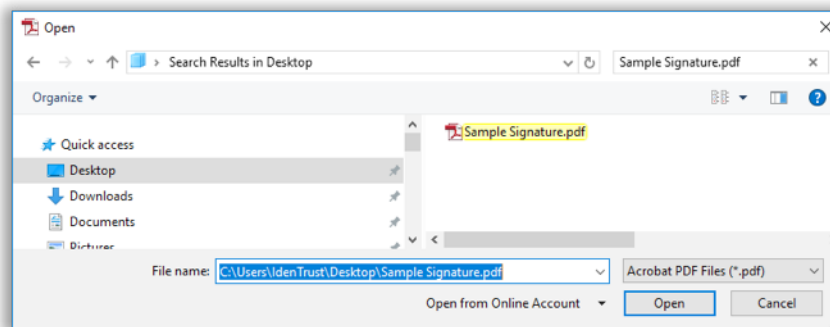 Open
Search Results in Desktop
Sample Signature.pdf
Organize
Quick access
Desktop
Downloads
Documents
Pictures
Sample Signature.pdf
File name: C:\Users\IdenTrust\Desktop\Sample Signature.pdf
Acrobat PDF Files (*.pdf)
Open from Online Account
Open
Cancel